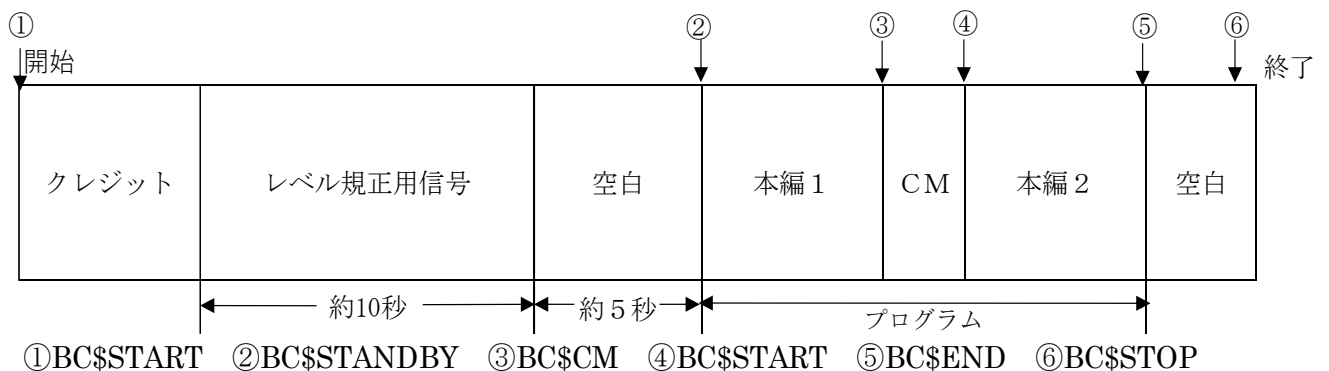 ① ② ③ ④ ⑤ ⑥
開始 終了
クレジット レベル規正用信号 空白 本編１ ＣＭ 本編２ 空白
約10秒 約５秒 プログラム
①BC$START ②BC$STANDBY ③BC$CM ④BC$START ⑤BC$END ⑥BC$STOP